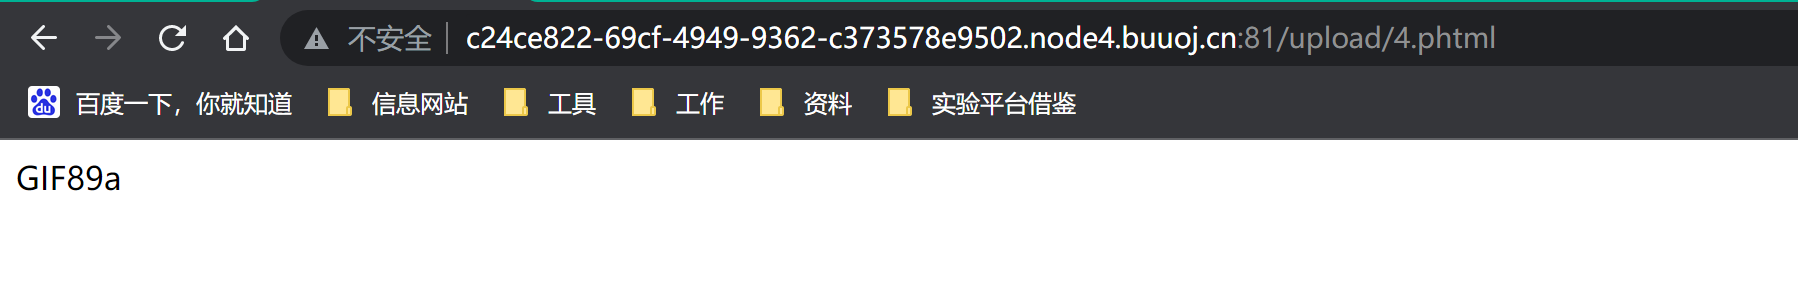 不安全 c24ce822-69cf-4949-9362-c373578e9502.node4.buuoj.cn:81/upload/4.phtml
du 百度一下，你就知道 信息网站 工具 工作 资料 实验平台借鉴
GIF89a